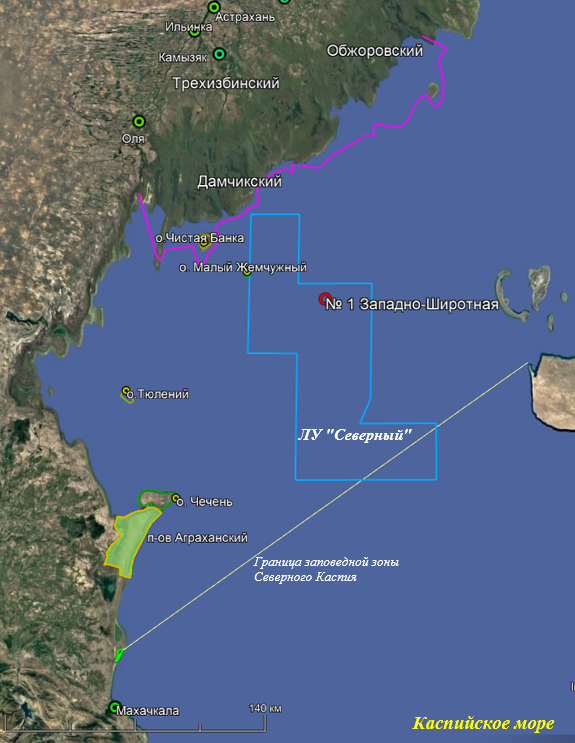 Астрахань
Ильинка
Обжоровский
Камызяк
Трехизбинский
Оля
Дамчикский
о.Чистая Банка
о. Малый Жемчужный
№ 1 Западно-Широтная
о.Тюлений
ЛУ "Северный"
о. Чечень
п-ов Аграханский
Граница заповедной зоны
Северного Каспия
Махачкала
140 км
Каспийское море